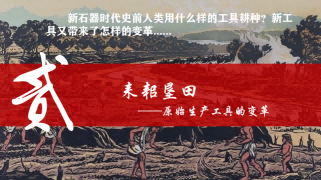 新石器时代史前人类用什么样的工具耕种？新工
具又带来了怎样的变革......
贰
耒耜垦田
——原始生产工具的变革